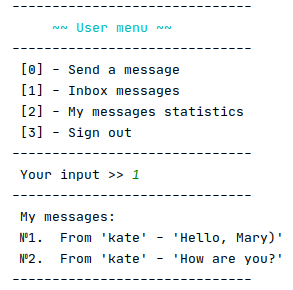 ------------------------------
~~ User menu ~~
------------------------------
[0] - Send a message
[1] - Inbox messages
[2] - My messages statistics
[3] - Sign out
------------------------------
Your input >> 1
------------------------------
My messages:
№1.  From 'kate' - 'Hello, Mary)'
№2.  From 'kate' - 'How are you?'
------------------------------